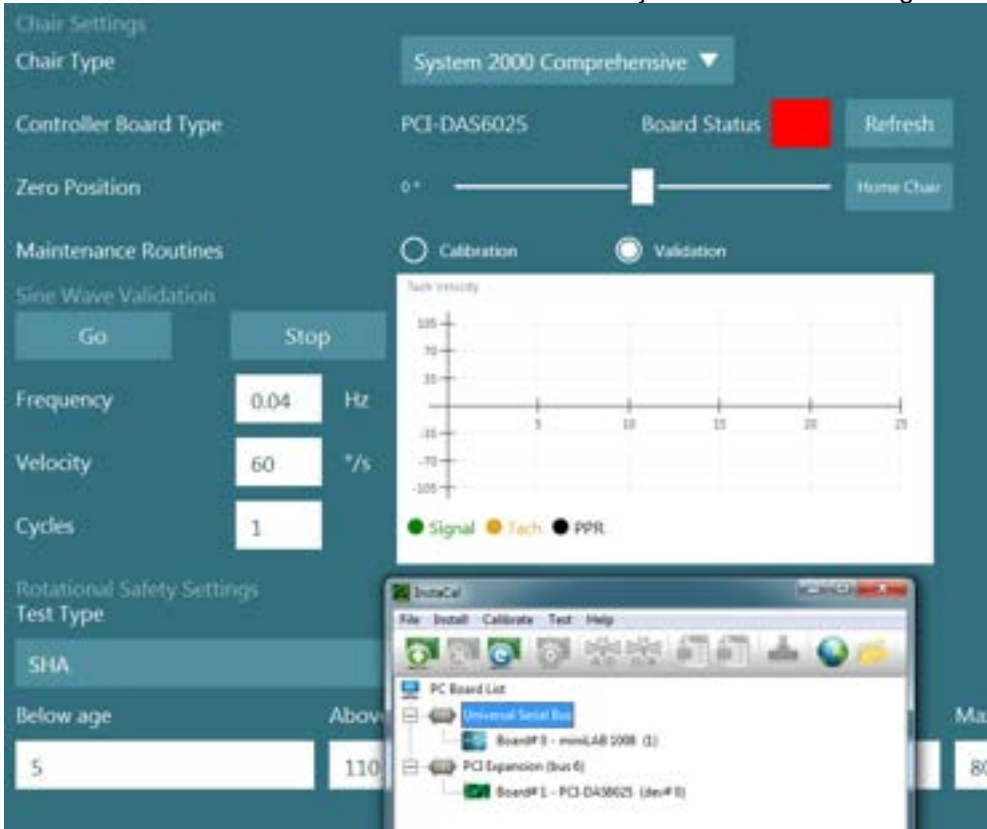 Chair Settings
Chair Type System 2000 Comprehensive
Controller Board Type PCI-DAS6025 Board Status Refresh
Zero Position 0° Home Chair
Maintenance Routines Calibration Validation
Sine Wave Validation Tach Velocity
Go Stop
105
70
35
Frequency 0.04 Hz
5 10 15 20 25
-35
Velocity 60 °/s
-70
-105
Cycles 1
Signal Tach PPR
Rotational Safety Settings
InstaCal
Test Type
File Install Calibrate Test Help
SHA
PC Board List
Below age Above
Universal Serial Bus
Board# 0 - miniLAB 1008 (1)
5 110
PCI Expansion (bus 6)
Board# 1 - PCI-DAS6025 (dev# 0)